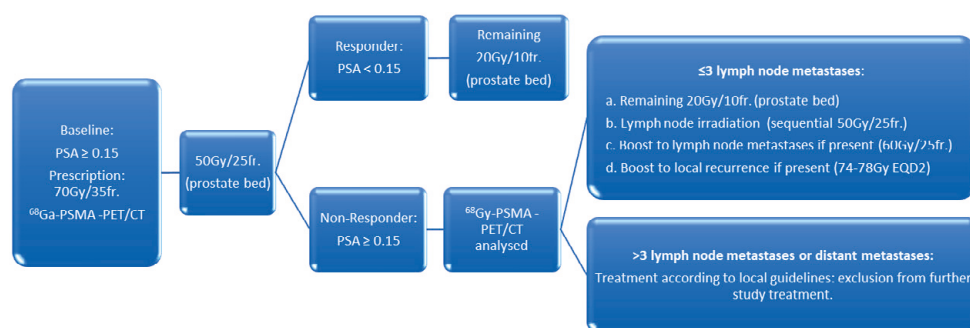 Baseline:
PSA ≥ 0.15
Prescription:
70Gy/35fr.
⁶⁸Ga-PSMA -PET/CT
50Gy/25fr.
(prostate bed)
Responder:
PSA < 0.15
Remaining
20Gy/10fr.
(prostate bed)
Non-Responder:
PSA ≥ 0.15
⁶⁸Gy-PSMA -
PET/CT
analysed
≤3 lymph node metastases:
a. Remaining 20Gy/10fr. (prostate bed)
b. Lymph node irradiation (sequential 50Gy/25fr.)
c. Boost to lymph node metastases if present (60Gy/25fr.)
d. Boost to local recurrence if present (74-78Gy EQD2)
>3 lymph node metastases or distant metastases:
Treatment according to local guidelines: exclusion from further
study treatment.